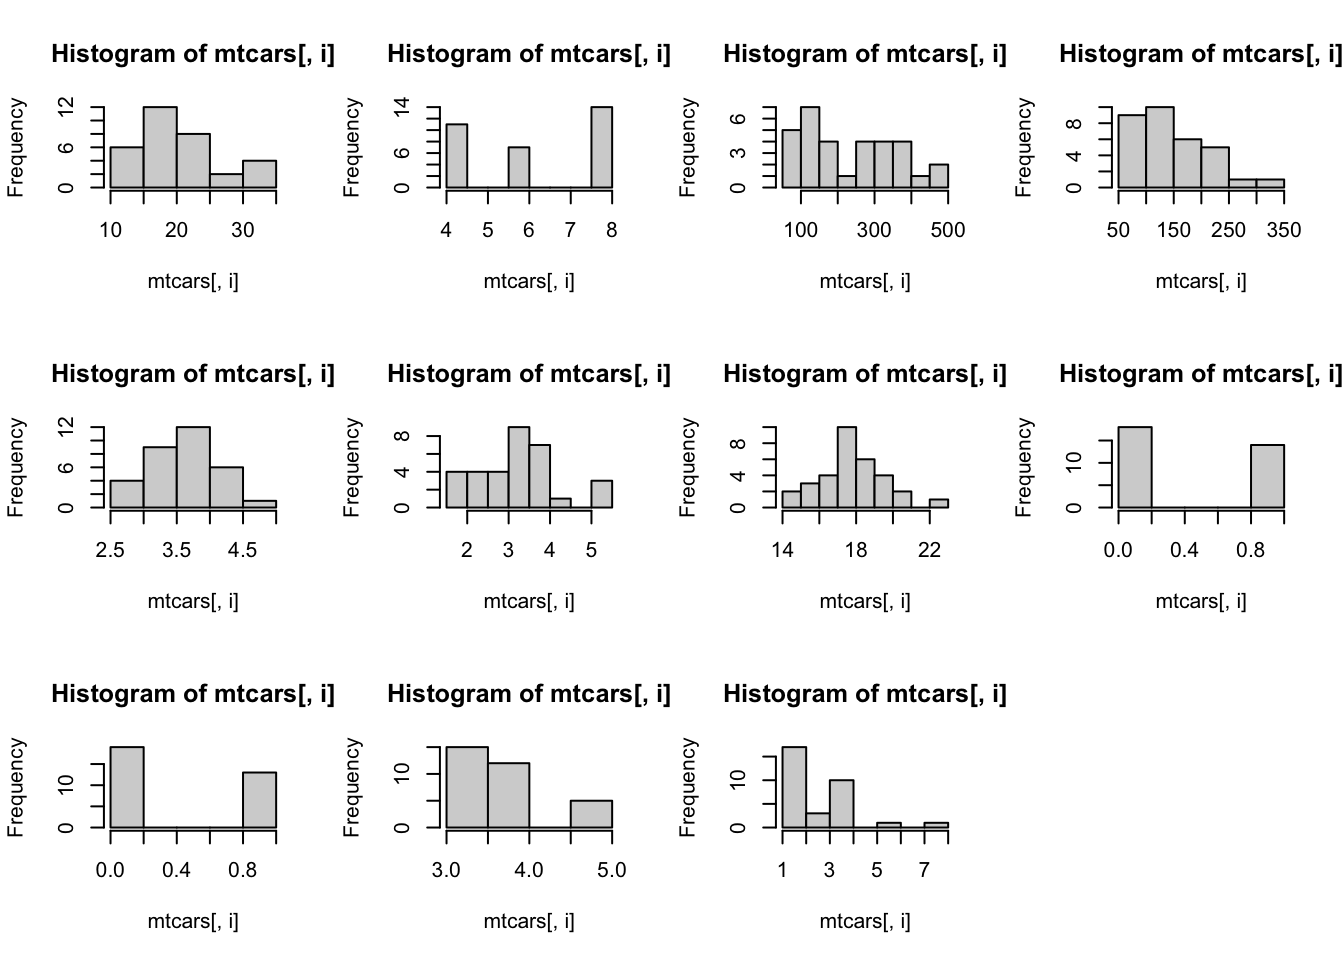 Histogram of mtcars[, i]
Frequency
0 6 12
10 20 30
mtcars[, i]
Histogram of mtcars[, i]
Frequency
0 6 14
4 5 6 7 8
mtcars[, i]
Histogram of mtcars[, i]
Frequency
0 3 6
100 300 500
mtcars[, i]
Histogram of mtcars[, i]
Frequency
0 4 8
50 150 250 350
mtcars[, i]
Histogram of mtcars[, i]
Frequency
0 6 12
2.5 3.5 4.5
mtcars[, i]
Histogram of mtcars[, i]
Frequency
0 4 8
2 3 4 5
mtcars[, i]
Histogram of mtcars[, i]
Frequency
0 4 8
14 18 22
mtcars[, i]
Histogram of mtcars[, i]
Frequency
0 10
0.0 0.4 0.8
mtcars[, i]
Histogram of mtcars[, i]
Frequency
0 10
0.0 0.4 0.8
mtcars[, i]
Histogram of mtcars[, i]
Frequency
0 10
3.0 4.0 5.0
mtcars[, i]
Histogram of mtcars[, i]
Frequency
0 10
1 3 5 7
mtcars[, i]